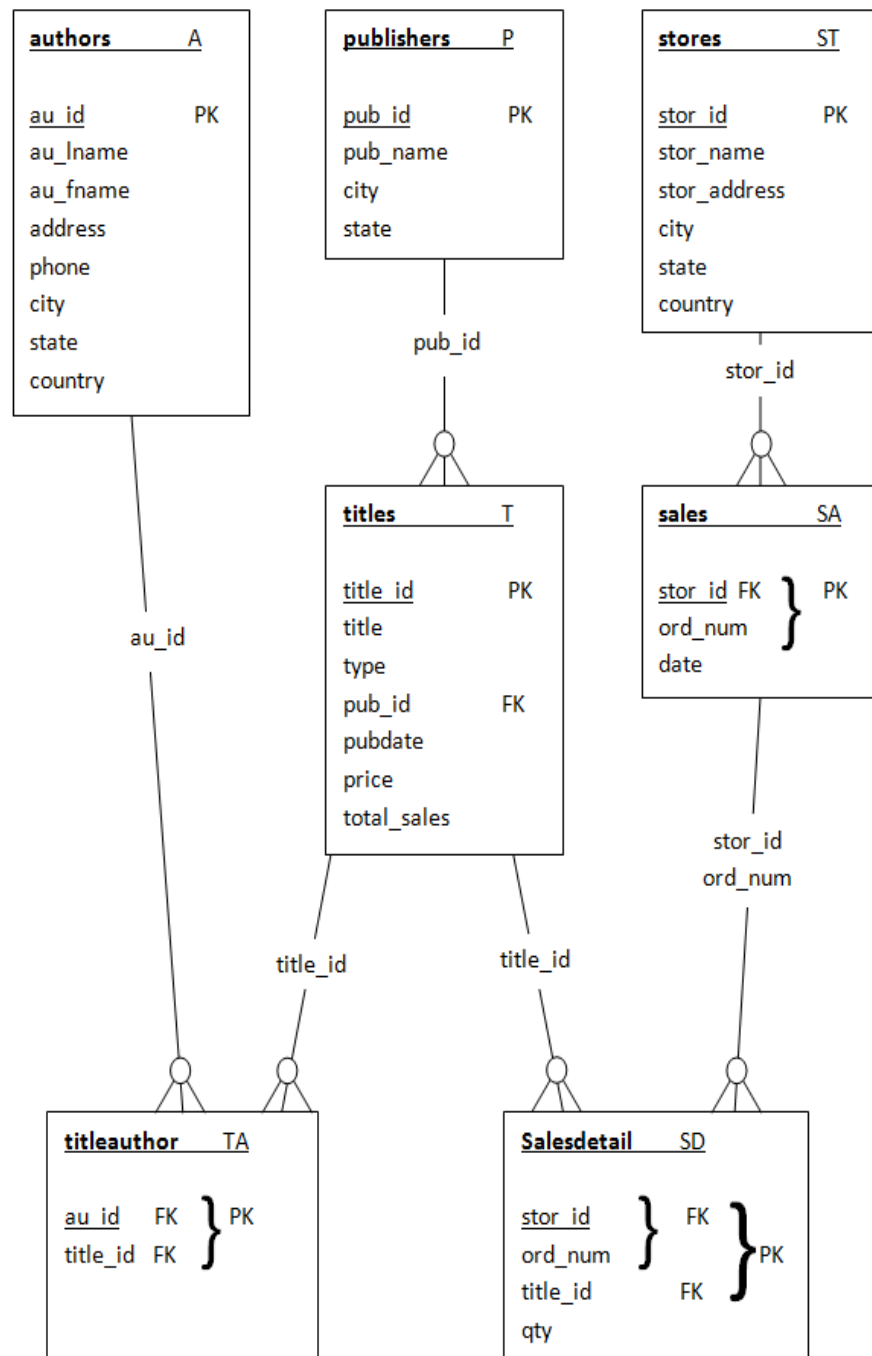 authors A
au_id PK
au_lname
au_fname
address
phone
city
state
country
publishers P
pub_id PK
pub_name
city
state
stores ST
stor_id PK
stor_name
stor_address
city
state
country
pub_id
stor_id
au_id
titles T
title_id PK
title
type
pub_id FK
pubdate
price
total_sales
sales SA
stor_id FK } PK
ord_num
date
title_id
title_id
stor_id
ord_num
titleauthor TA
au_id FK } PK
title_id FK
Salesdetail SD
stor_id } FK
ord_num } PK
title_id FK
qty